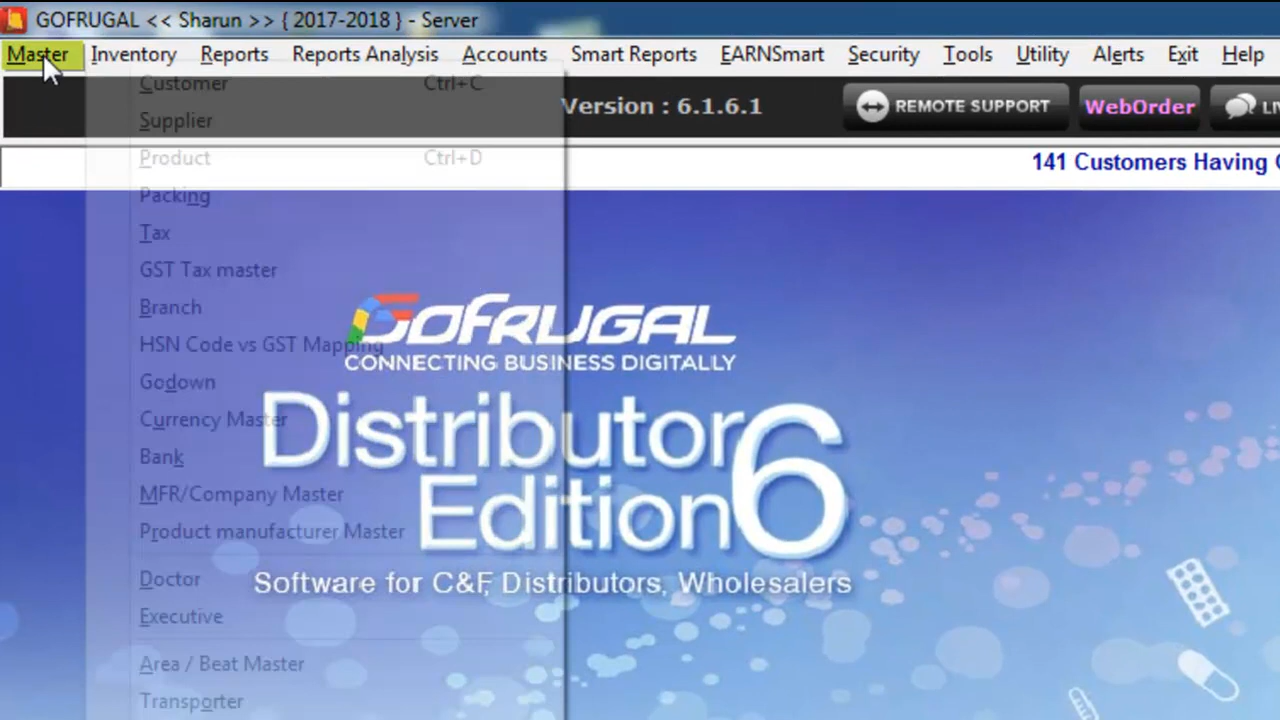 GOFRUGAL << Sharun >> { 2017-2018 } - Server
Master Inventory Reports Reports Analysis Accounts Smart Reports EARNSmart Security Tools Utility Alerts Exit Help
Customer Ctrl+C
Version : 6.1.6.1 REMOTE SUPPORT WebOrder
Supplier
Product Ctrl+D
141 Customers Having
Packing
Tax
GST Tax master
Branch
HSN Code vs GST Mapping
Godown
Currency Master
Bank
MFR/Company Master
Product manufacturer Master
Doctor
Executive
Area / Beat Master
Transporter
GOFRUGAL
CONNECTING BUSINESS DIGITALLY
Distributor
Edition 6
Software for C&F, Distributors, Wholesalers